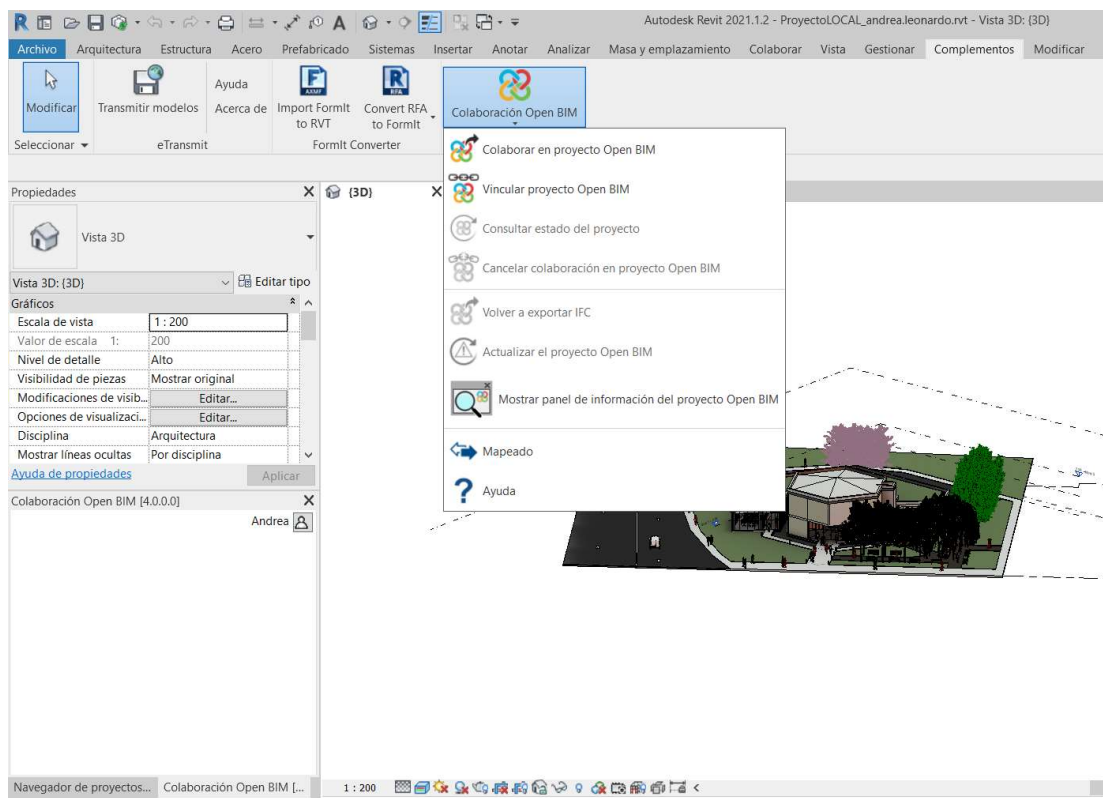 Autodesk Revit 2021.1.2 - ProyectoLOCAL_andrea.leonardo.rvt - Vista 3D: {3D}
Archivo Arquitectura Estructura Acero Prefabricado Sistemas Insertar Anotar Analizar Masa y emplazamiento Colaborar Vista Gestionar Complementos Modificar
Modificar
Transmitir modelos
Ayuda
Acerca de
Import FormIt
to RVT
Convert RFA
to FormIt
Colaboración Open BIM
Seleccionar
eTransmit
FormIt Converter
Colaborar en proyecto Open BIM
Vincular proyecto Open BIM
Consultar estado del proyecto
Cancelar colaboración en proyecto Open BIM
Volver a exportar IFC
Actualizar el proyecto Open BIM
Mostrar panel de información del proyecto Open BIM
Mapeado
Ayuda
Propiedades
{3D}
Vista 3D
Vista 3D: {3D}
Editar tipo
Gráficos
Escala de vista 1 : 200
Valor de escala 1: 200
Nivel de detalle Alto
Visibilidad de piezas Mostrar original
Modificaciones de visib... Editar...
Opciones de visualizaci... Editar...
Disciplina Arquitectura
Mostrar líneas ocultas Por disciplina
Ayuda de propiedades Aplicar
Colaboración Open BIM [4.0.0.0]
Andrea
Navegador de proyectos... Colaboración Open BIM [...
1 : 200